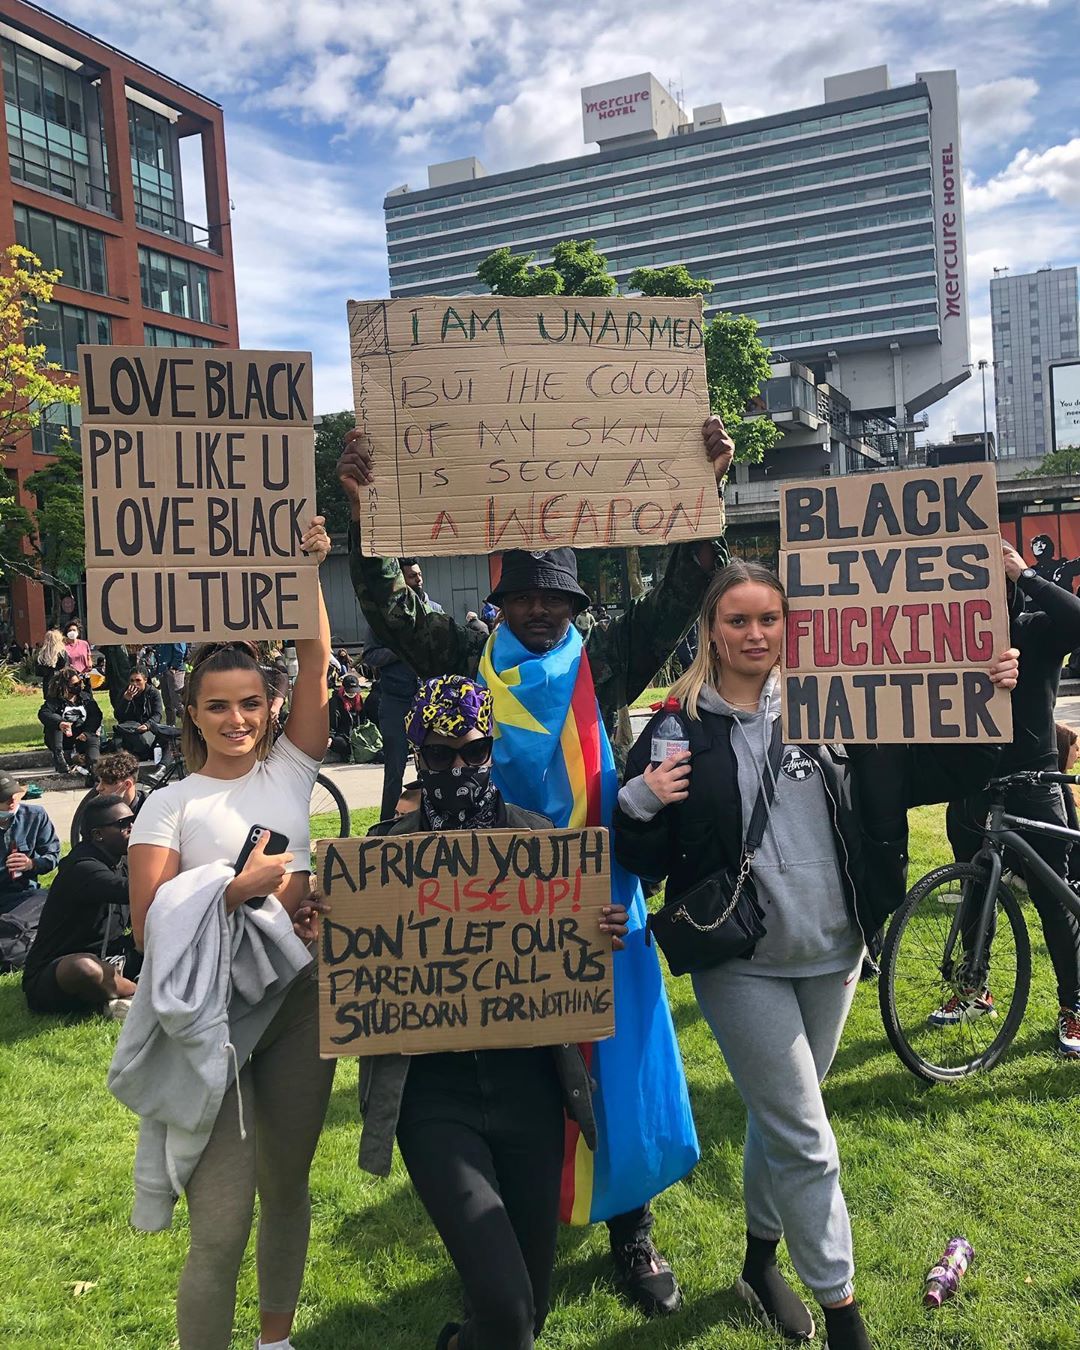 mercure
HOTEL
mercure HOTEL
LOVE BLACK
PPL LIKE U
LOVE BLACK
CULTURE
BLACK LIVES MATTER
I AM UNARMED
BUT THE COLOUR
OF MY SKIN
IS SEEN AS
A WEAPON
BLACK
LIVES
FUCKING
MATTER
AFRICAN YOUTH
RISE UP!
DON'T LET OUR
PARENTS CALL US
STUBBORN FOR NOTHING
Stüssy